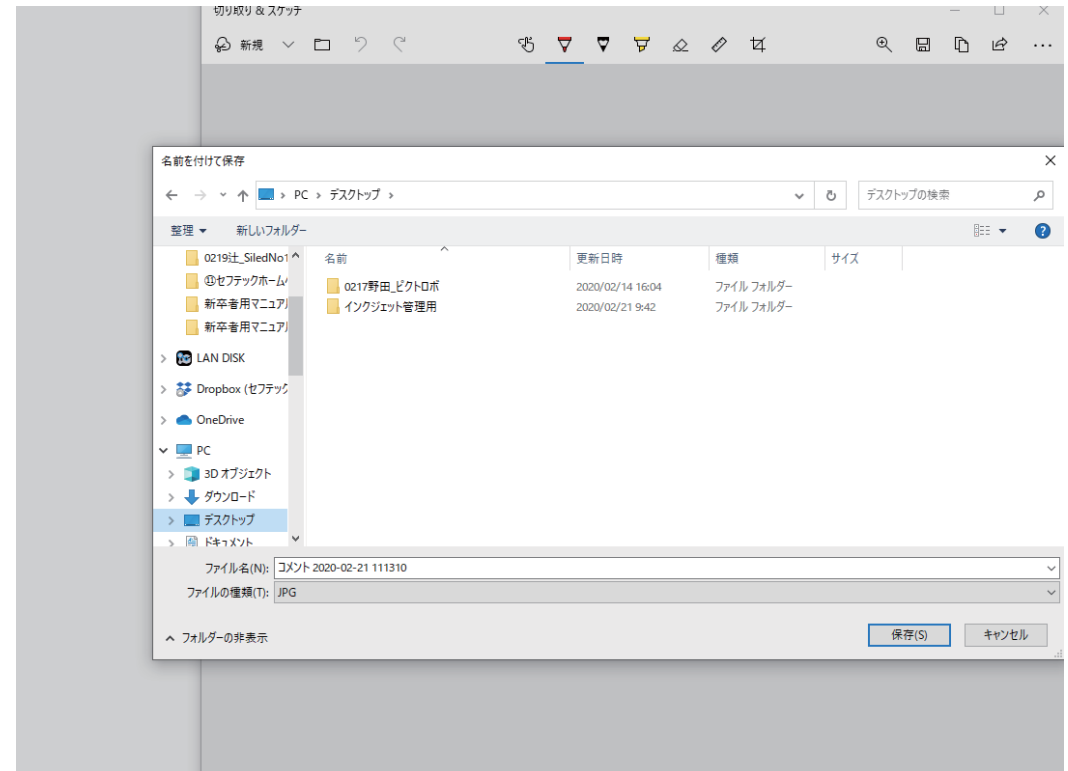 切り取り & スケッチ
新規
名前を付けて保存
PC › デスクトップ ›
デスクトップの検索
整理
新しいフォルダー
名前
更新日時
種類
サイズ
0219辻_SiledNo1
⑪セフテックホーム
新卒者用マニュアル
新卒者用マニュアル
LAN DISK
Dropbox (セフテック
OneDrive
PC
3D オブジェクト
ダウンロード
デスクトップ
ドキュメント
0217野田_ビクトロボ
2020/02/14 16:04
ファイル フォルダー
インクジェット管理用
2020/02/21 9:42
ファイル フォルダー
ファイル名(N): コメント 2020-02-21 111310
ファイルの種類(T): JPG
フォルダーの非表示
保存(S)
キャンセル